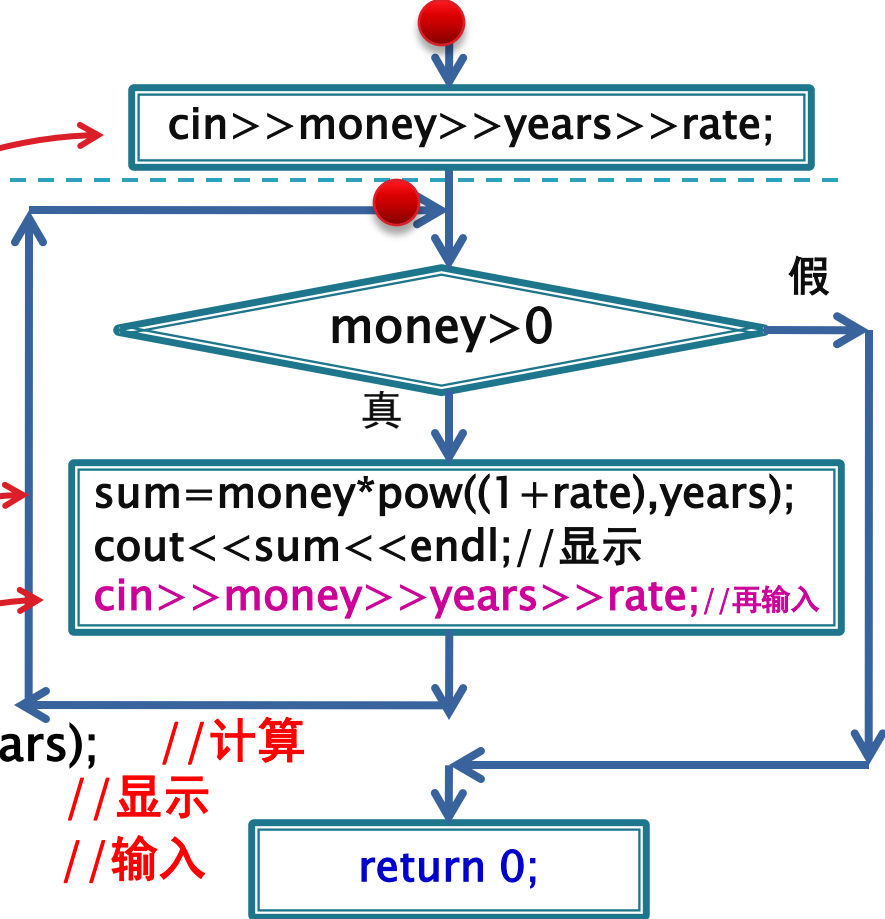 cin>>money>>years>>rate;
假
money>0
真
sum=money*pow((1+rate),years);
cout<<sum<<endl;//显示
cin>>money>>years>>rate;//再输入
ars); //计算
//显示
//输入
return 0;